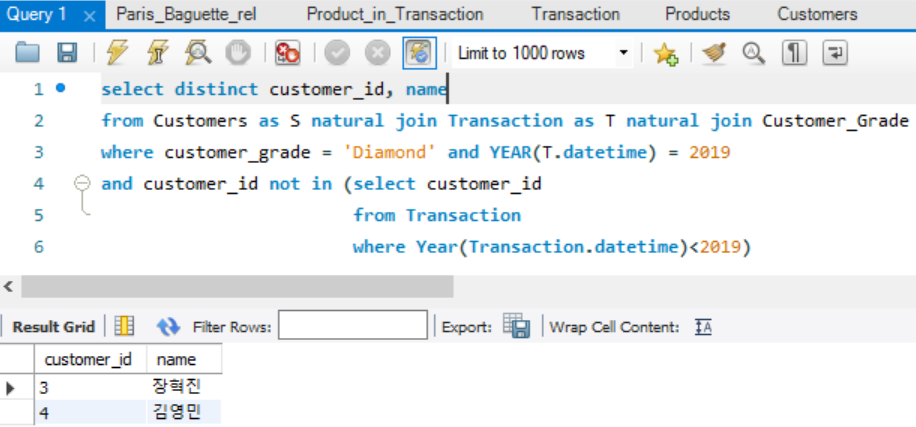 Query 1 Paris_Baguette_rel Product_in_Transaction Transaction Products Customers
Limit to 1000 rows
1 select distinct customer_id, name
2 from Customers as S natural join Transaction as T natural join Customer_Grade
3 where customer_grade = 'Diamond' and YEAR(T.datetime) = 2019
4 and customer_id not in (select customer_id
5 from Transaction
6 where Year(Transaction.datetime)<2019)
Result Grid Filter Rows: Export: Wrap Cell Content: IA
customer_id name
3 장혁진
4 김영민